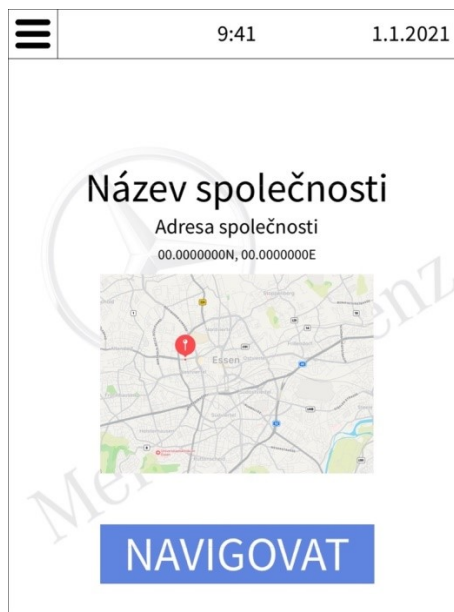 9:41 1.1.2021
Název společnosti
Adresa společnosti
00.0000000N, 00.0000000E
Essen
NAVIGOVAT